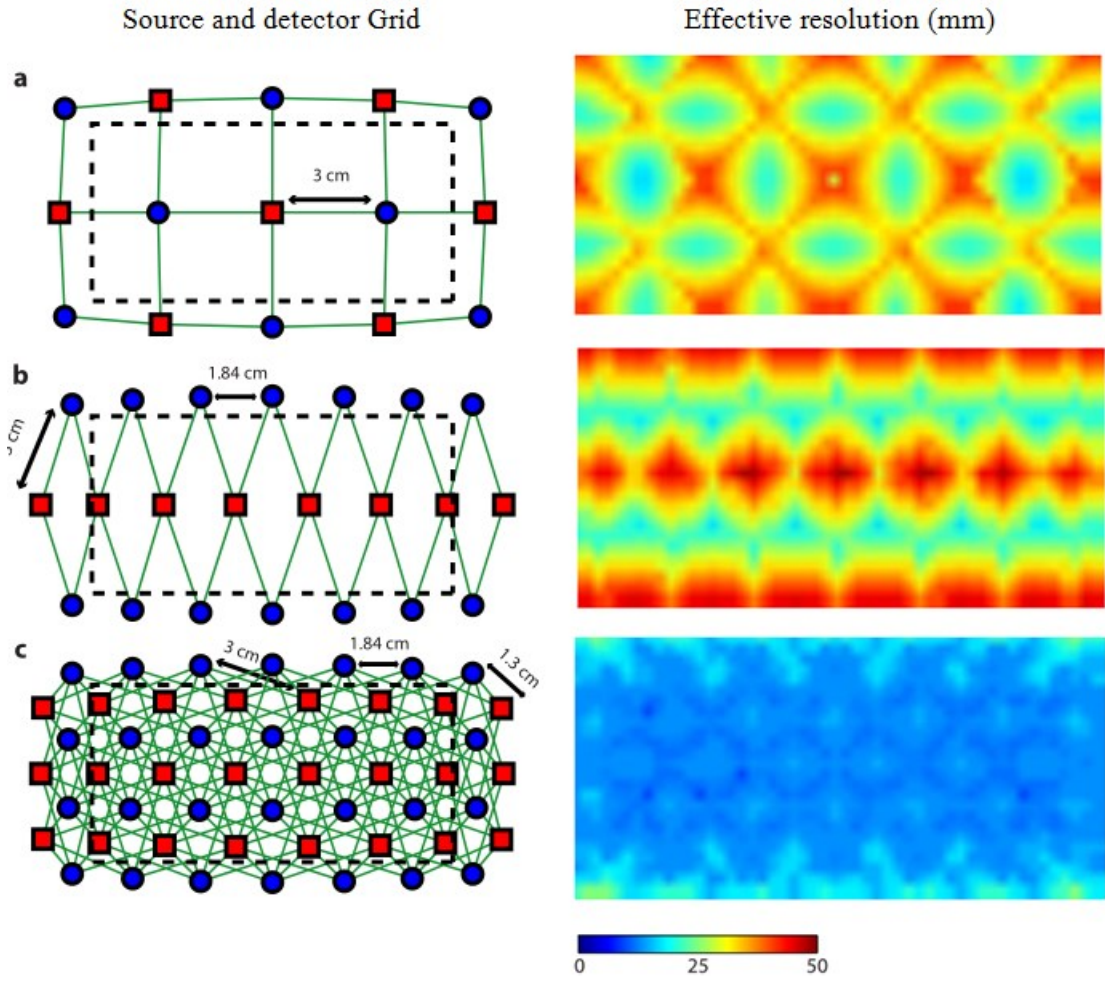 Source and detector Grid
Effective resolution (mm)
a
3 cm
b
1.84 cm
cm
c
3 cm
1.84 cm
1.3 cm
0
25
50